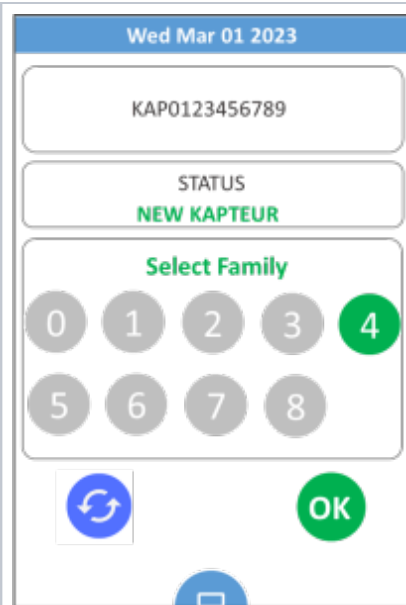 Wed Mar 01 2023
KAP0123456789
STATUS
NEW KAPTEUR
Select Family
0 1 2 3 4
5 6 7 8
OK